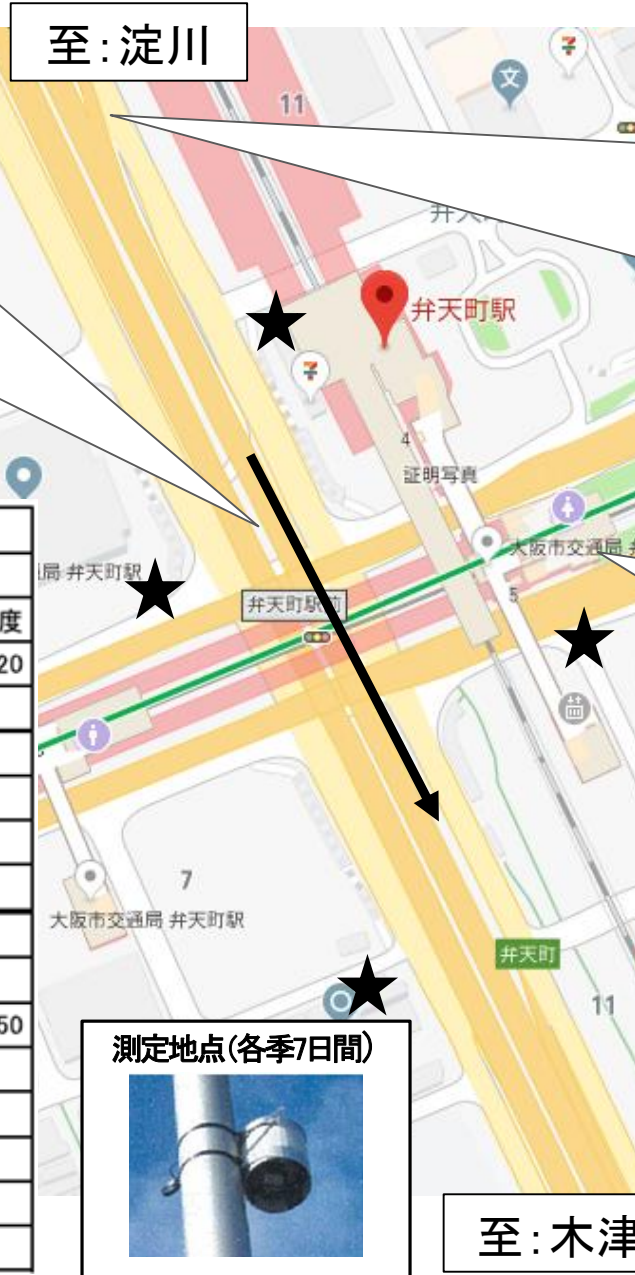 至:淀川
11
弁天町駅
4
証明写真
大阪市交通局
局 弁天町駅
弁天町駅前
5
度
20
7
大阪市交通局 弁天町駅
弁天町
11
50
測定地点(各季7日間)
至:木津